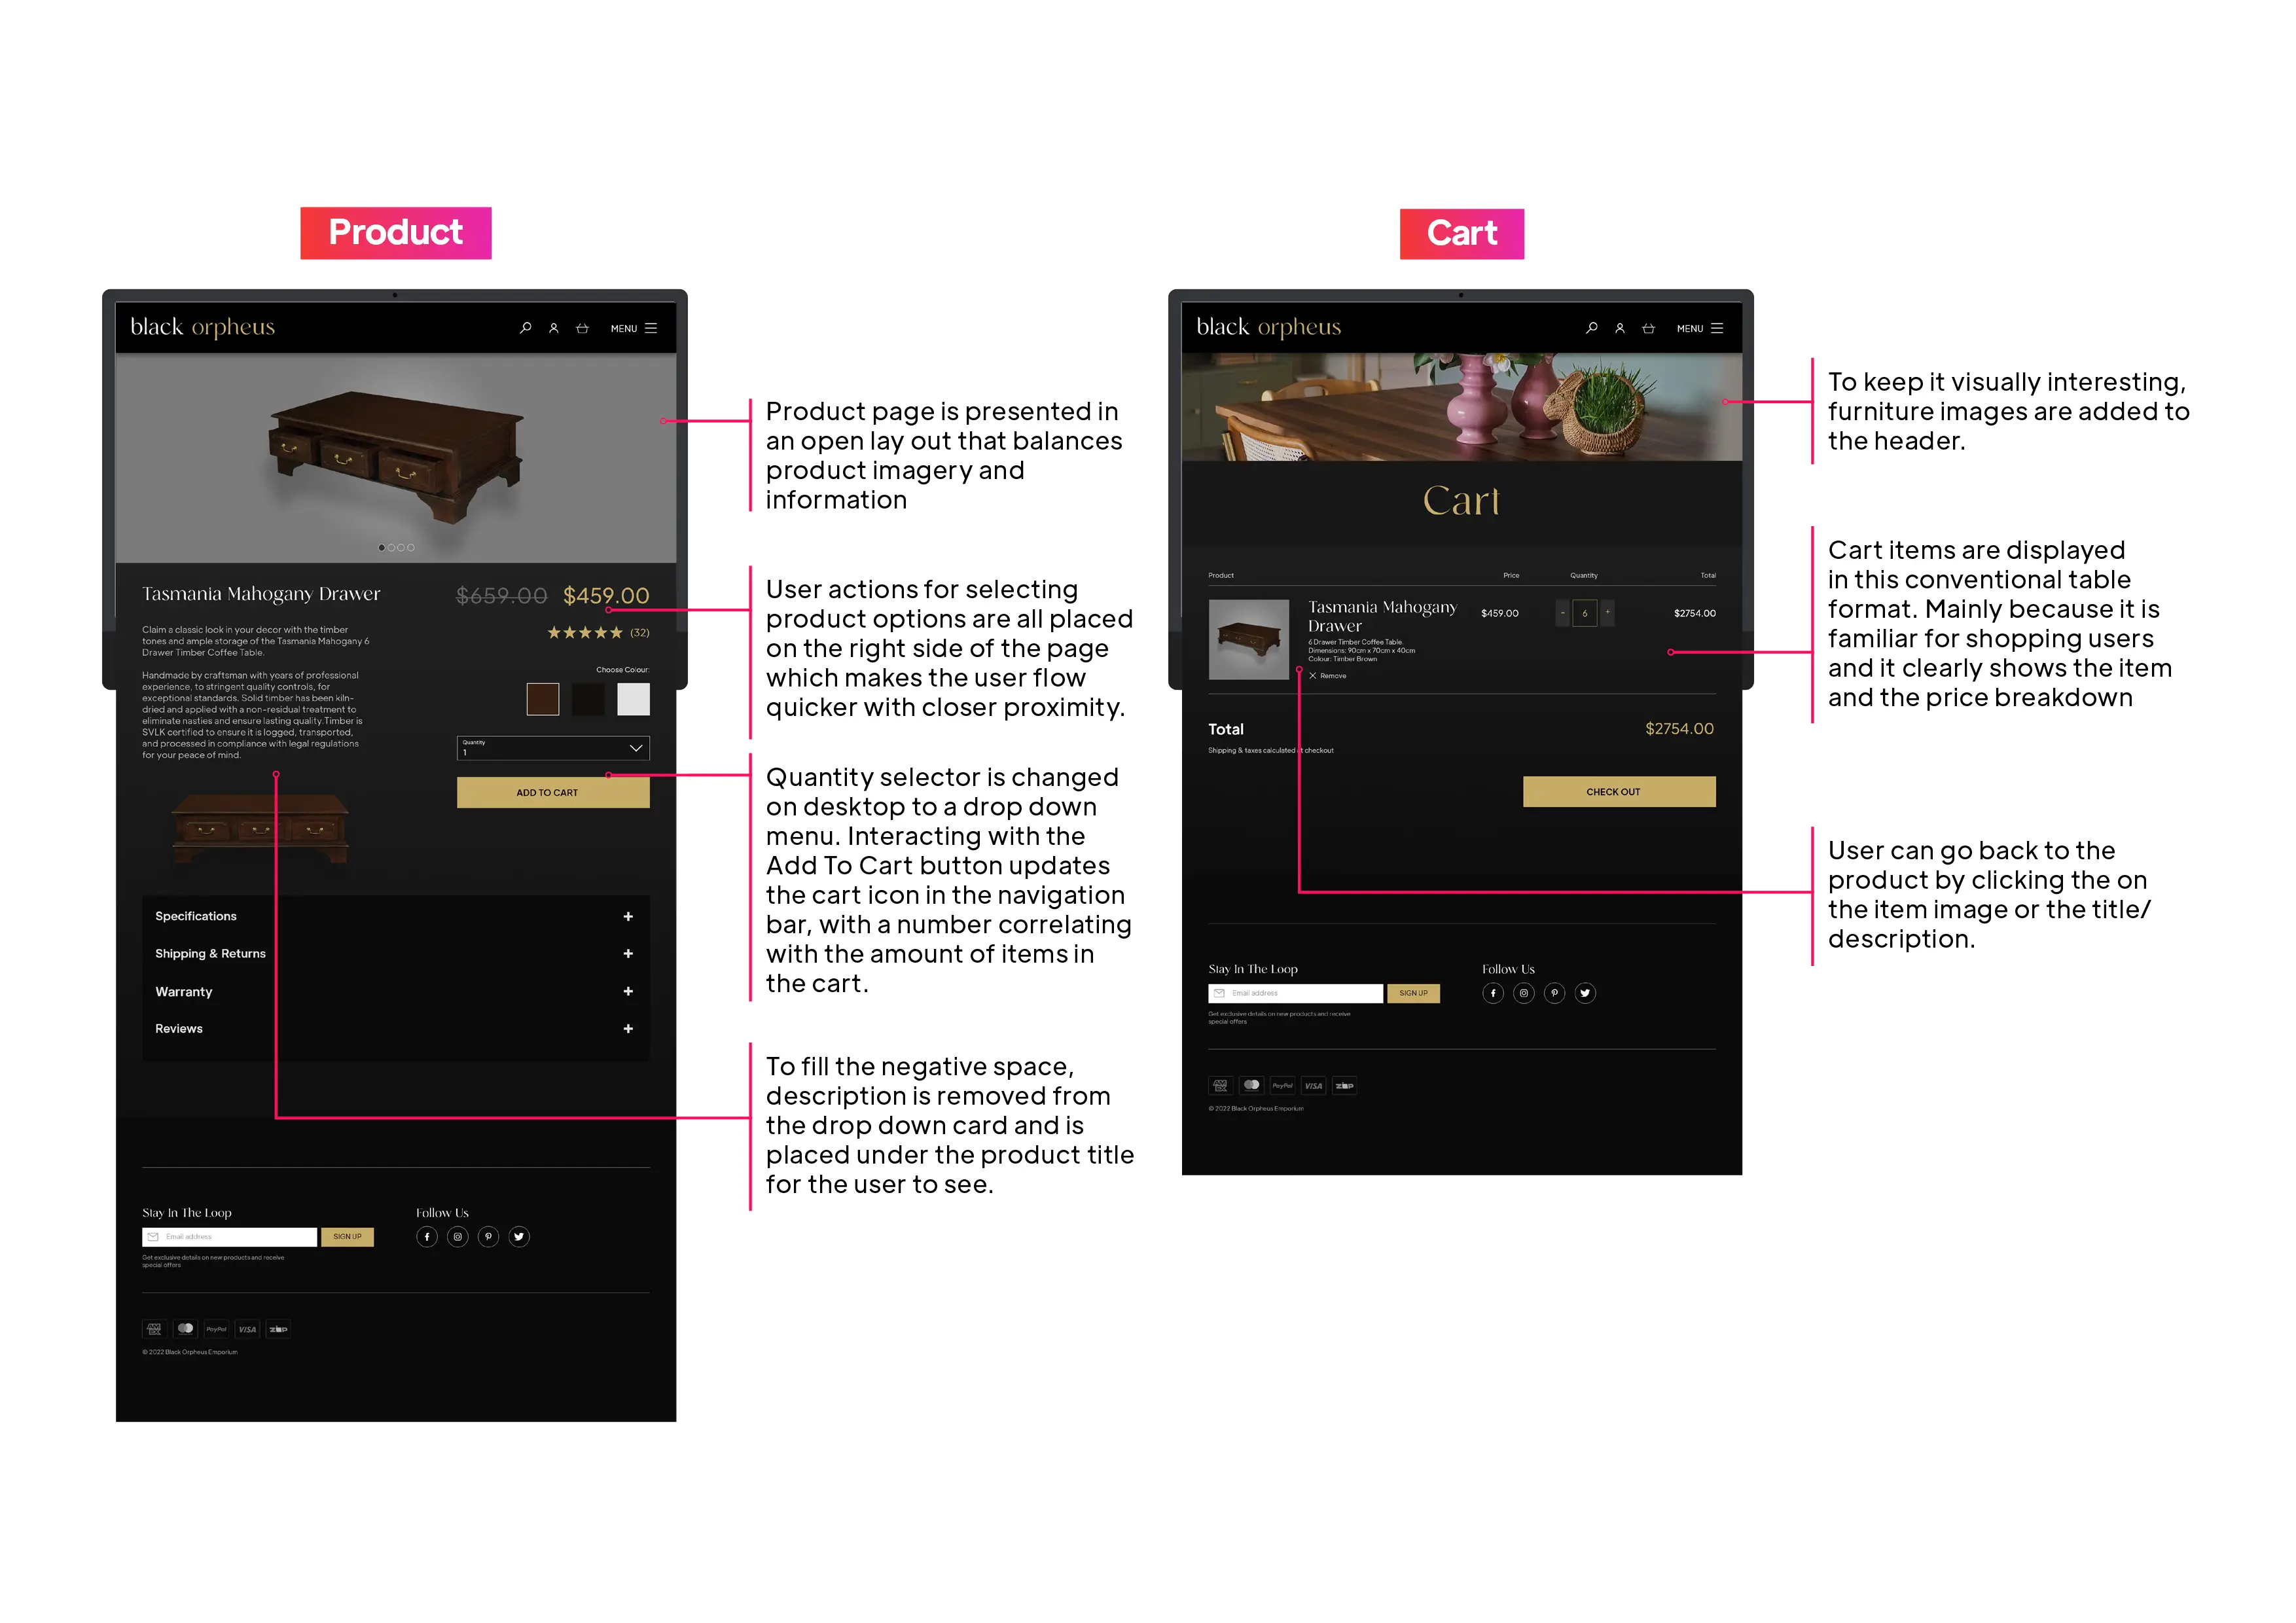 Product
black orpheus
MENU
Tasmania Mahogany Drawer
$659.00 $459.00
(32)
Claim a classic look in your decor with the timber
tones and ample storage of the Tasmania Mahogany 6
Drawer Timber Coffee Table.
Handmade by craftsman with years of professional
experience, to stringent quality controls, for
exceptional standards. Solid timber has been kiln-
dried and applied with a non-residual treatment to
eliminate nasties and ensure lasting quality.Timber is
SVLK certified to ensure it is logged, transported,
and processed in compliance with legal regulations
for your peace of mind.
Choose Colour:
Quantity
1
ADD TO CART
Specifications
Shipping & Returns
Warranty
Reviews
Stay In The Loop
Email address
SIGN UP
Get exclusive details on new products and receive
special offers
Follow Us
AMEX
PayPal
VISA
zip
© 2022 Black Orpheus Emporium
Product page is presented in
an open lay out that balances
product imagery and
information
User actions for selecting
product options are all placed
on the right side of the page
which makes the user flow
quicker with closer proximity.
Quantity selector is changed
on desktop to a drop down
menu. Interacting with the
Add To Cart button updates
the cart icon in the navigation
bar, with a number correlating
with the amount of items in
the cart.
To fill the negative space,
description is removed from
the drop down card and is
placed under the product title
for the user to see.
Cart
black orpheus
MENU
Cart
Product Price Quantity Total
Tasmania Mahogany
Drawer
6 Drawer Timber Coffee Table.
Dimensions: 90cm x 70cm x 40cm
Colour: Timber Brown
Remove
$459.00
- 6 +
$2754.00
Total
$2754.00
Shipping & taxes calculated at checkout
CHECK OUT
Stay In The Loop
Email address
SIGN UP
Get exclusive details on new products and receive
special offers
Follow Us
AMEX
PayPal
VISA
zip
© 2022 Black Orpheus Emporium
To keep it visually interesting,
furniture images are added to
the header.
Cart items are displayed
in this conventional table
format. Mainly because it is
familiar for shopping users
and it clearly shows the item
and the price breakdown
User can go back to the
product by clicking the on
the item image or the title/
description.